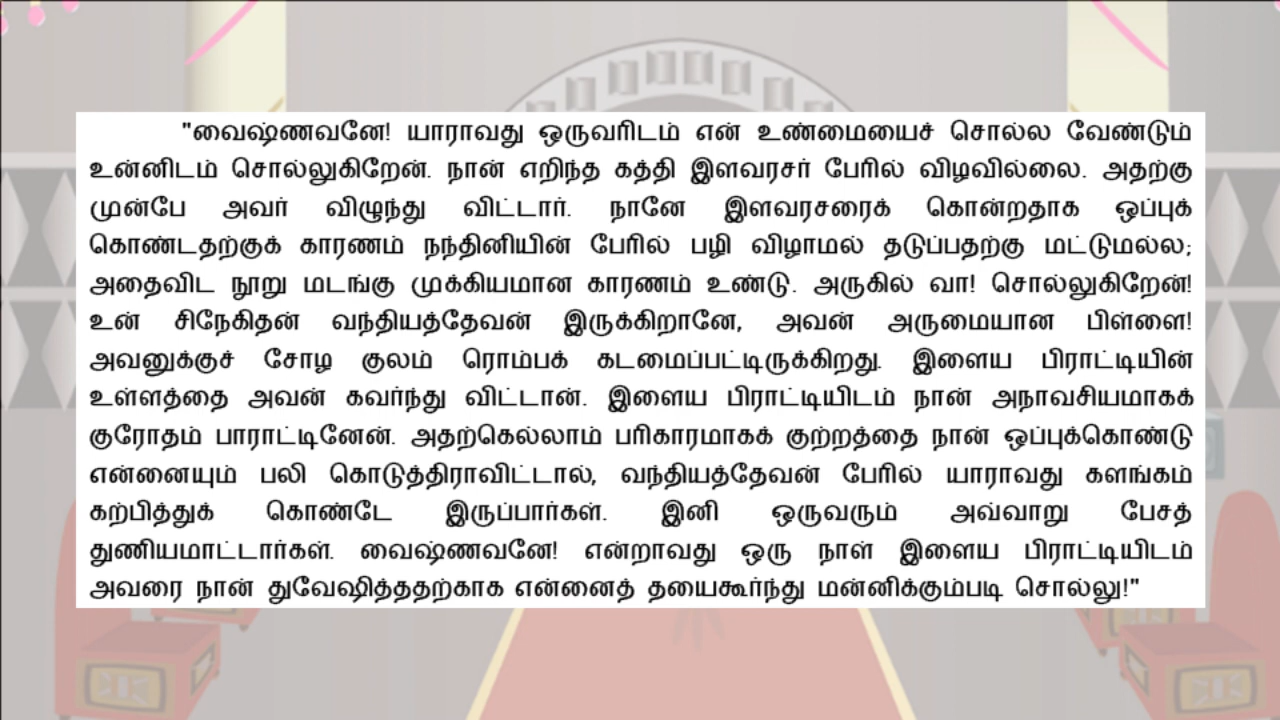 "வைஷ்ணவனே! யாராவது ஒருவரிடம் என் உண்மையைச் சொல்ல வேண்டும்
உன்னிடம் சொல்லுகிறேன். நான் எறிந்த கத்தி இளவரசர் பேரில் விழவில்லை. அதற்கு
முன்பே அவர் விழுந்து விட்டார். நானே இளவரசரைக் கொன்றதாக ஒப்புக்
கொண்டதற்குக் காரணம் நந்தினியின் பேரில் பழி விழாமல் தடுப்பதற்கு மட்டுமல்ல;
அதைவிட நூறு மடங்கு முக்கியமான காரணம் உண்டு. அருகில் வா! சொல்லுகிறேன்!
உன் சிநேகிதன் வந்தியத்தேவன் இருக்கிறானே, அவன் அருமையான பிள்ளை!
அவனுக்குச் சோழ குலம் ரொம்பக் கடமைப்பட்டிருக்கிறது. இளைய பிராட்டியின்
உள்ளத்தை அவன் கவர்ந்து விட்டான். இளைய பிராட்டியிடம் நான் அநாவசியமாகக்
குரோதம் பாராட்டினேன். அதற்கெல்லாம் பரிகாரமாகக் குற்றத்தை நான் ஒப்புக்கொண்டு
என்னையும் பலி கொடுத்திராவிட்டால், வந்தியத்தேவன் பேரில் யாராவது களங்கம்
கற்பித்துக் கொண்டே இருப்பார்கள். இனி ஒருவரும் அவ்வாறு பேசத்
துணியமாட்டார்கள். வைஷ்ணவனே! என்றாவது ஒரு நாள் இளைய பிராட்டியிடம்
அவரை நான் துவேஷித்ததற்காக என்னைத் தயைகூர்ந்து மன்னிக்கும்படி சொல்லு!"